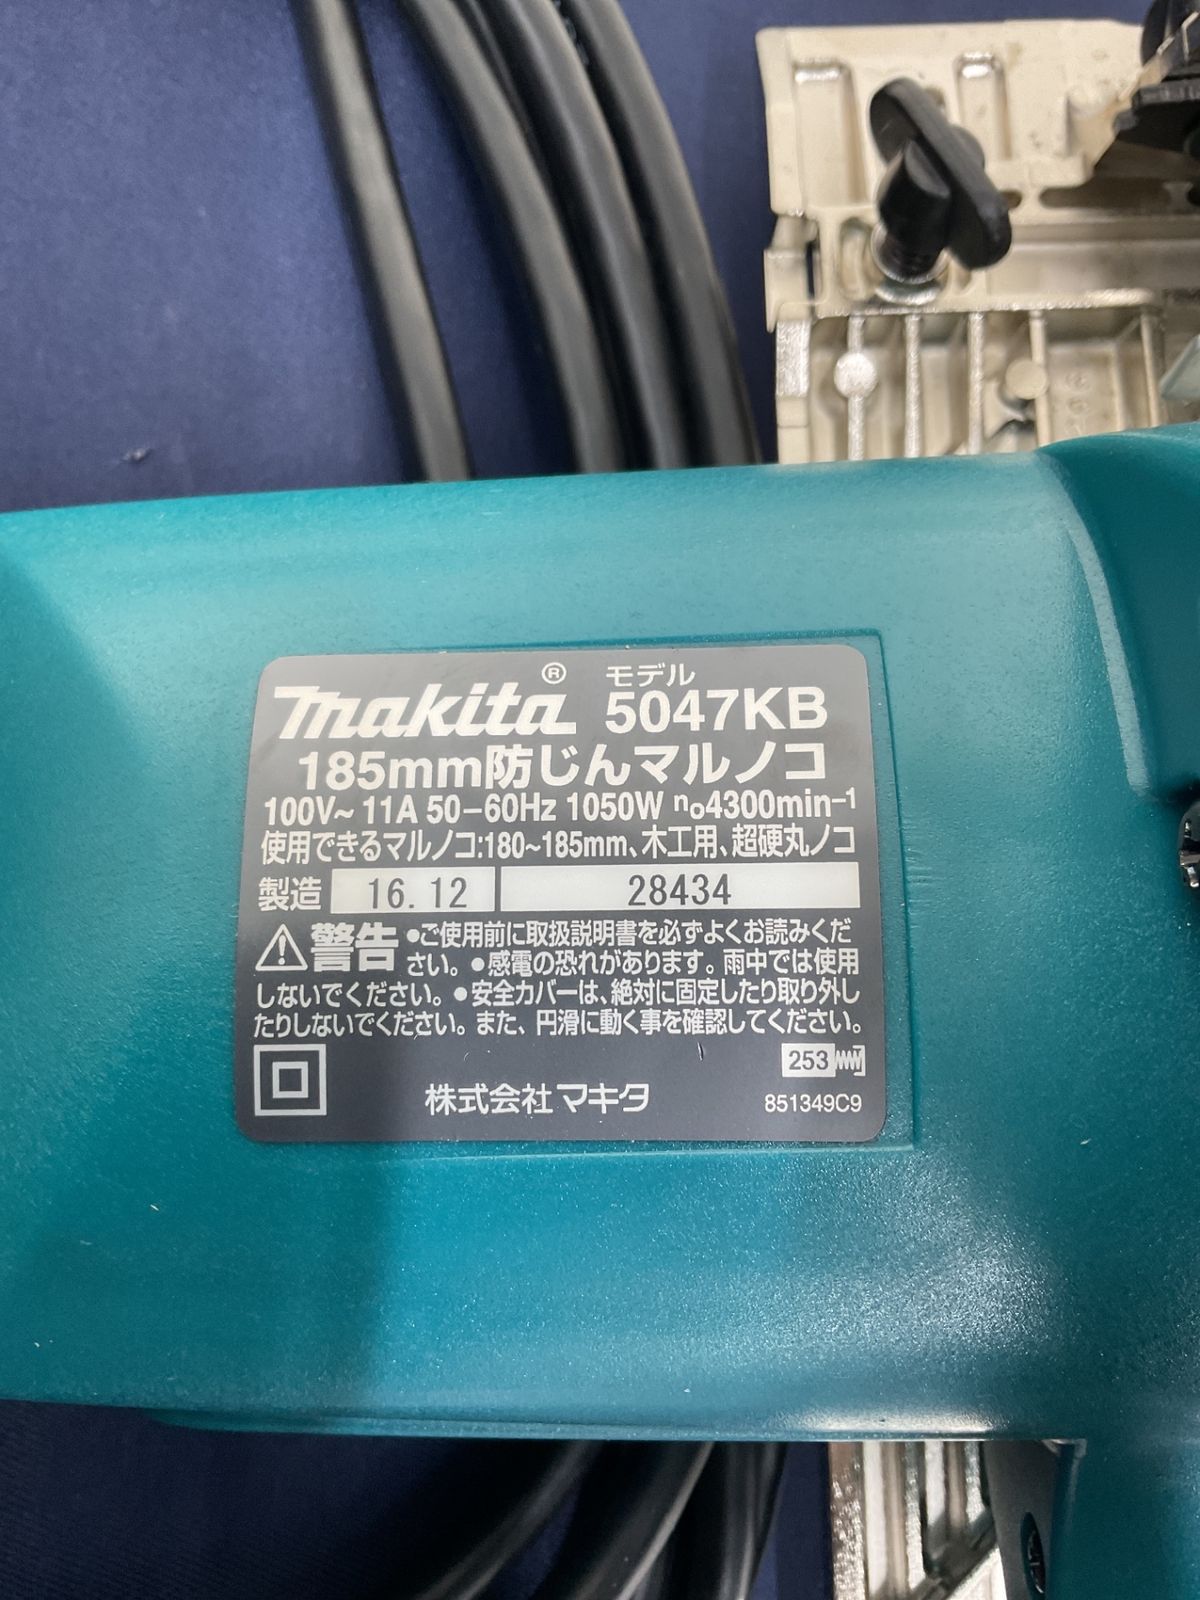 makita® モデル 5047KB
185mm防じんマルノコ
100V~ 11A 50-60Hz 1050W n₀4300min⁻¹
使用できるマルノコ:180~185mm、木工用、超硬丸ノコ
製造 16.12 28434
⚠警告 •ご使用前に取扱説明書を必ずよくお読みくだ
さい。•感電の恐れがあります。雨中では使用
しないでください。•安全カバーは、絶対に固定したり取り外し
たりしないでください。また、円滑に動く事を確認してください。
253
株式会社 マキタ 851349C9